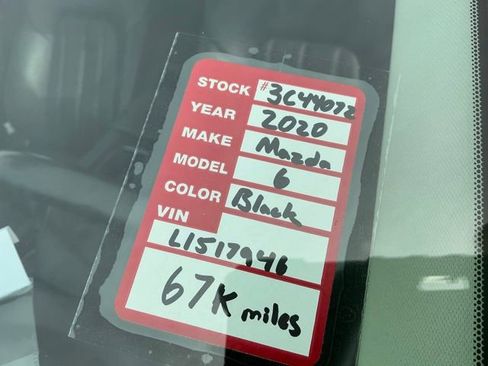 STOCK #3C44072
YEAR 2020
MAKE Mazda
MODEL 6
COLOR Black
VIN
L1517946
67K miles